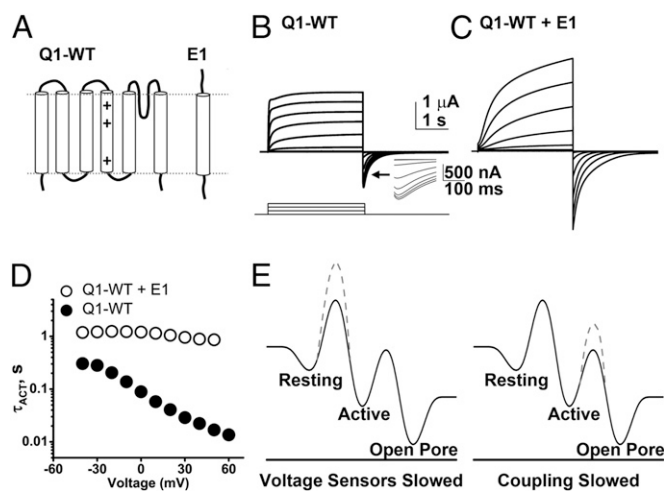 A
Q1-WT
E1
+
+
+
B
Q1-WT
1 μA
1 s
500 nA
100 ms
C
Q1-WT + E1
D
Q1-WT + E1
Q1-WT
τACT, s
1
0.1
0.01
-60 -30 0 30 60
Voltage (mV)
E
Resting
Active
Open Pore
Voltage Sensors Slowed
Resting
Active
Open Pore
Coupling Slowed